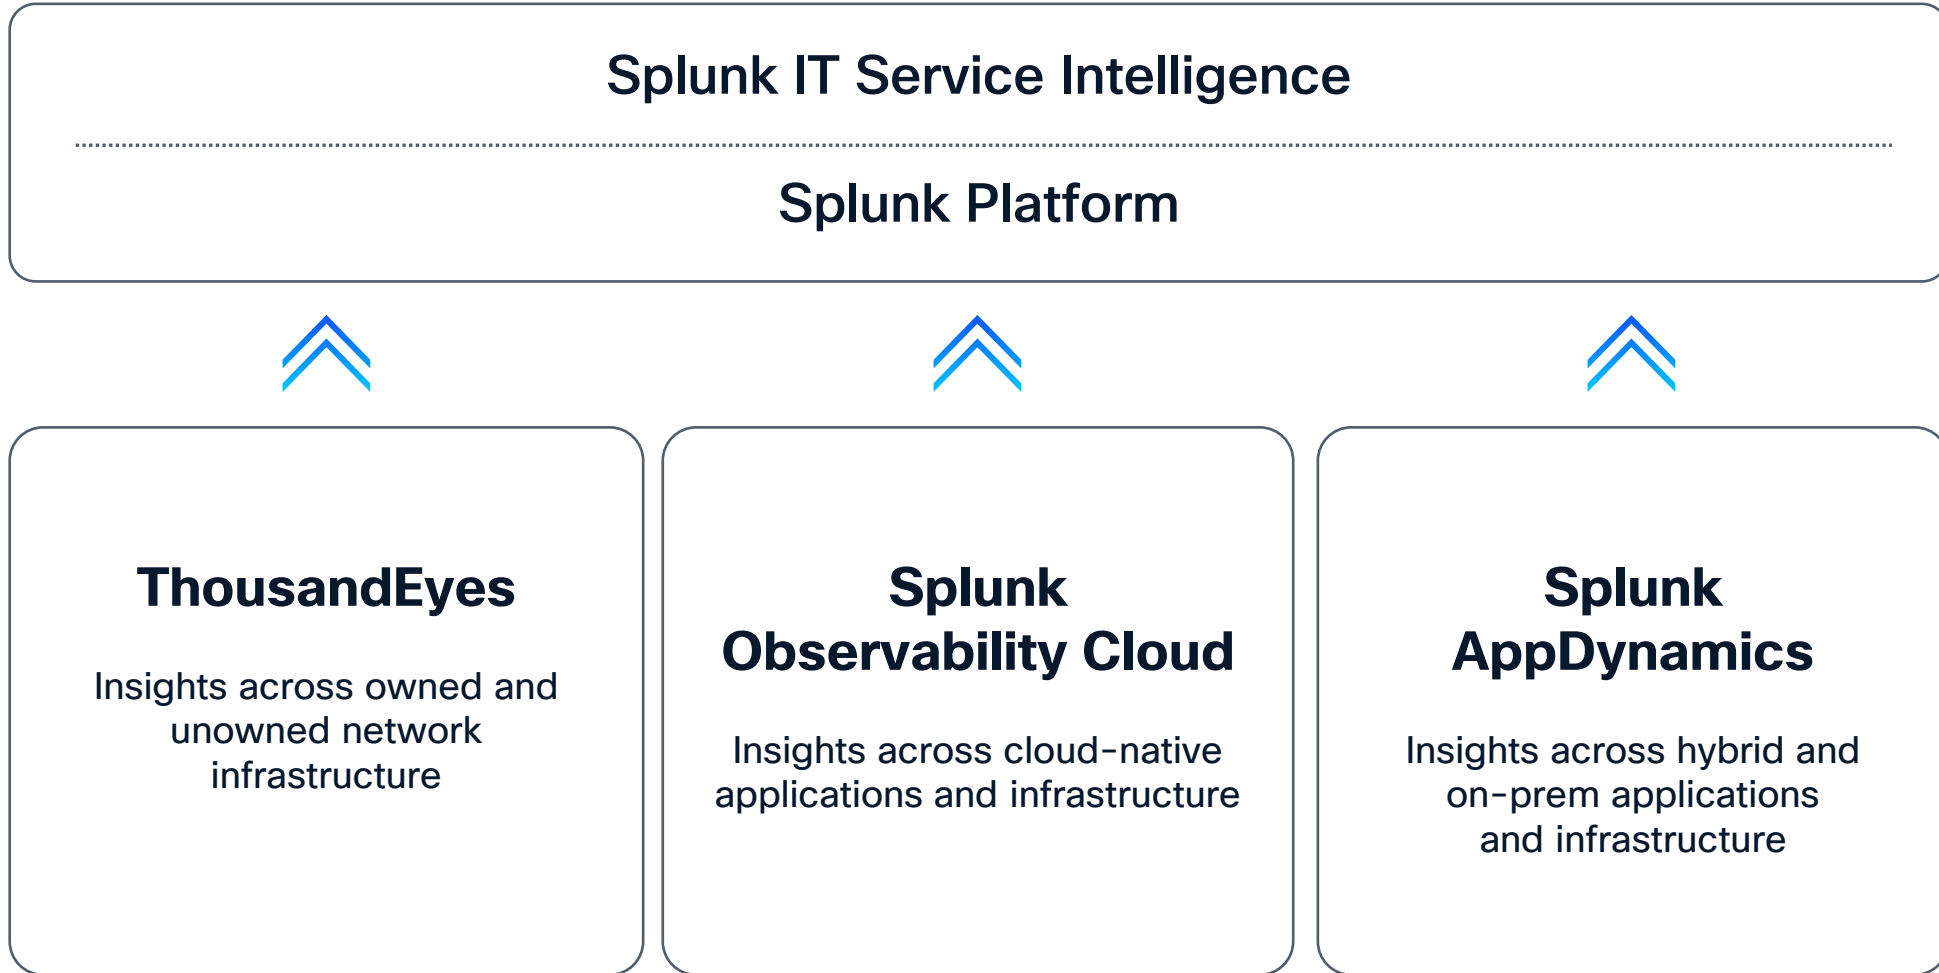 Splunk IT Service Intelligence
Splunk Platform
ThousandEyes
Insights across owned and
unowned network
infrastructure
Splunk
Observability Cloud
Insights across cloud-native
applications and infrastructure
Splunk
AppDynamics
Insights across hybrid and
on-prem applications
and infrastructure